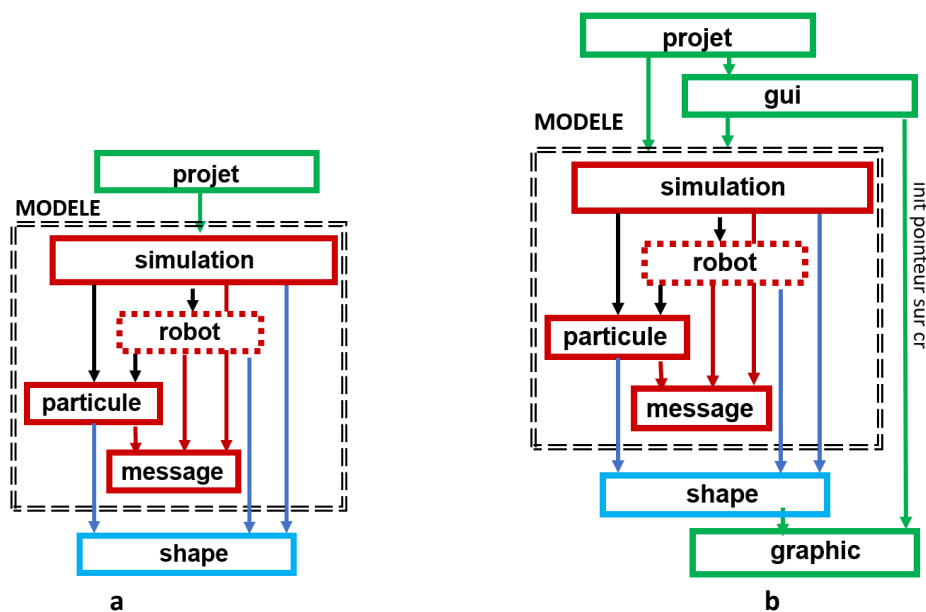 projet
MODELE
simulation
robot
particule
message
shape
a
projet
gui
MODELE
simulation
init pointeur sur cr
robot
particule
message
shape
graphic
b